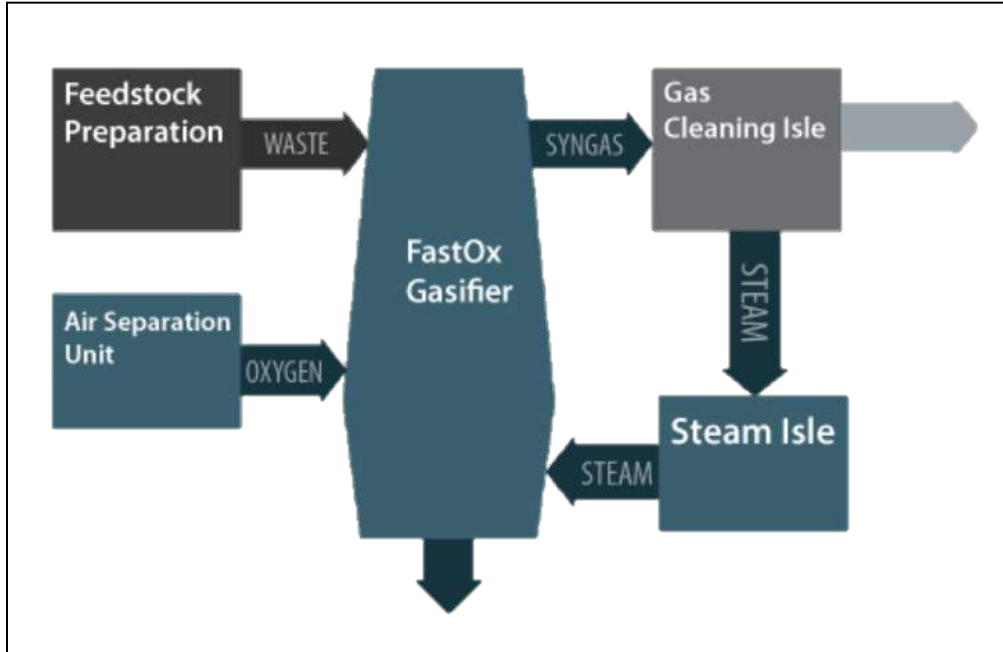 Feedstock
Preparation
WASTE
SYNGAS
Gas
Cleaning Isle
FastOx
Gasifier
Air Separation
Unit
OXYGEN
STEAM
Steam Isle
STEAM